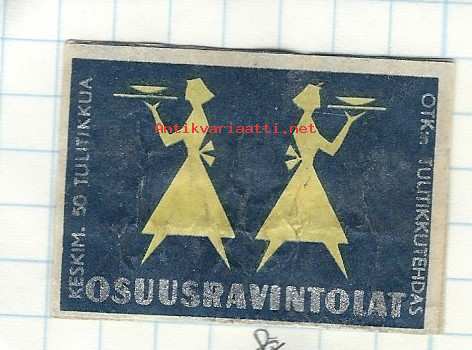 KESKIM. 50 TULITIKKUA
OTK:n TULITIKKUTEHDAS
OSUUSRAVINTOLAT
Antikvariaatti.net